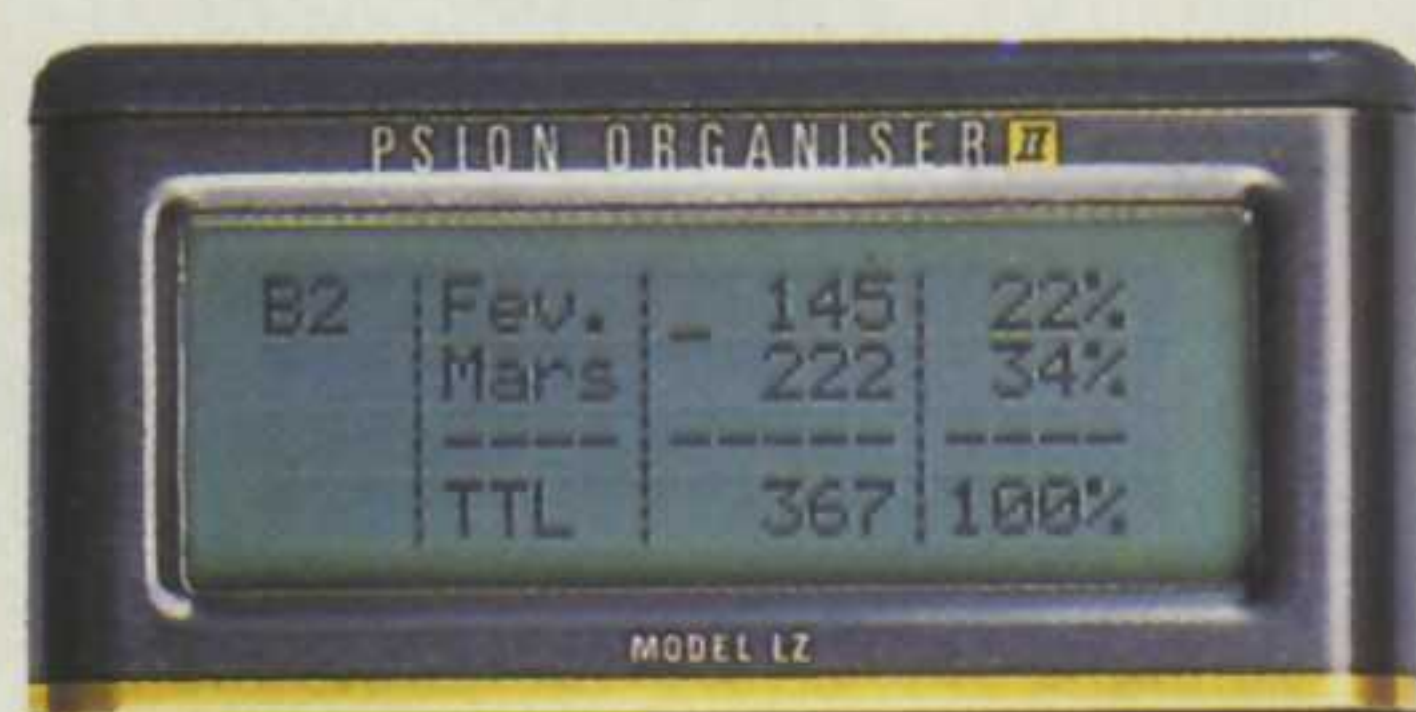 PSION ORGANISER II
B2 Fev. 145 22%
Mars 222 34%
---- ----- ----
TTL 367 100%
MODEL LZ